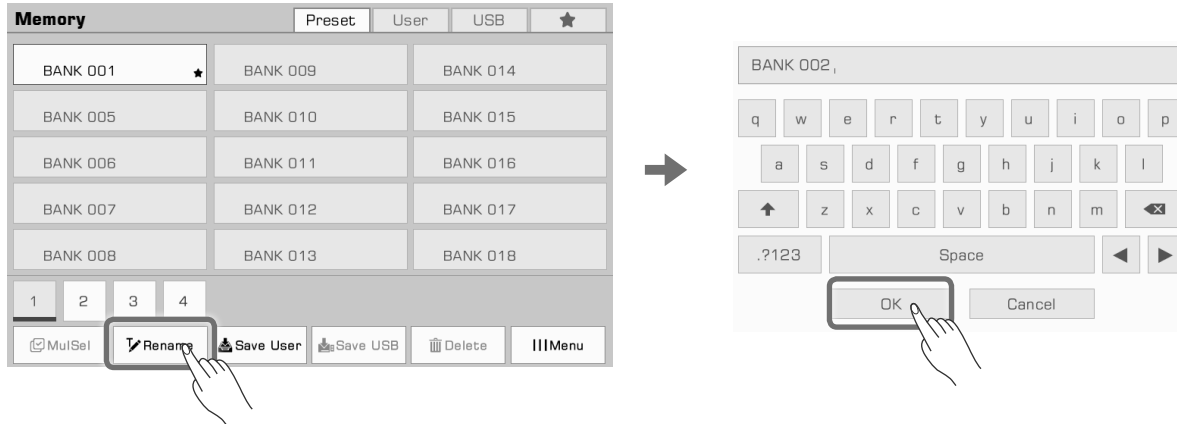 Memory Preset User USB
BANK 001 BANK 009 BANK 014
BANK 005 BANK 010 BANK 015
BANK 006 BANK 011 BANK 016
BANK 007 BANK 012 BANK 017
BANK 008 BANK 013 BANK 018
1 2 3 4
MulSel Rename Save User Save USB Delete Menu
BANK 002
q w e r t y u i o p
a s d f g h j k l
z x c v b n m
.?123 Space
OK Cancel